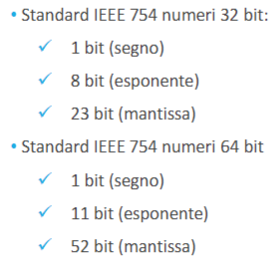 • Standard IEEE 754 numeri 32 bit:
✓ 1 bit (segno)
✓ 8 bit (esponente)
✓ 23 bit (mantissa)
• Standard IEEE 754 numeri 64 bit
✓ 1 bit (segno)
✓ 11 bit (esponente)
✓ 52 bit (mantissa)